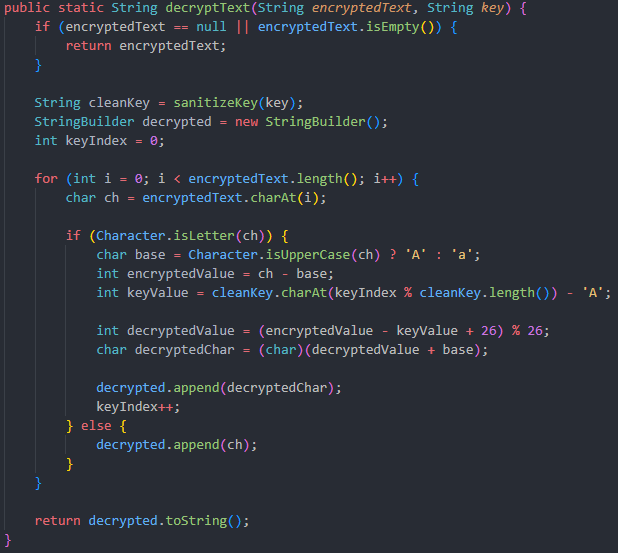 public static String decryptText(String encryptedText, String key) {
    if (encryptedText == null || encryptedText.isEmpty()) {
        return encryptedText;
    }

    String cleanKey = sanitizeKey(key);
    StringBuilder decrypted = new StringBuilder();
    int keyIndex = 0;

    for (int i = 0; i < encryptedText.length(); i++) {
        char ch = encryptedText.charAt(i);

        if (Character.isLetter(ch)) {
            char base = Character.isUpperCase(ch) ? 'A' : 'a';
            int encryptedValue = ch - base;
            int keyValue = cleanKey.charAt(keyIndex % cleanKey.length()) - 'A';

            int decryptedValue = (encryptedValue - keyValue + 26) % 26;
            char decryptedChar = (char)(decryptedValue + base);

            decrypted.append(decryptedChar);
            keyIndex++;
        } else {
            decrypted.append(ch);
        }
    }

    return decrypted.toString();
}